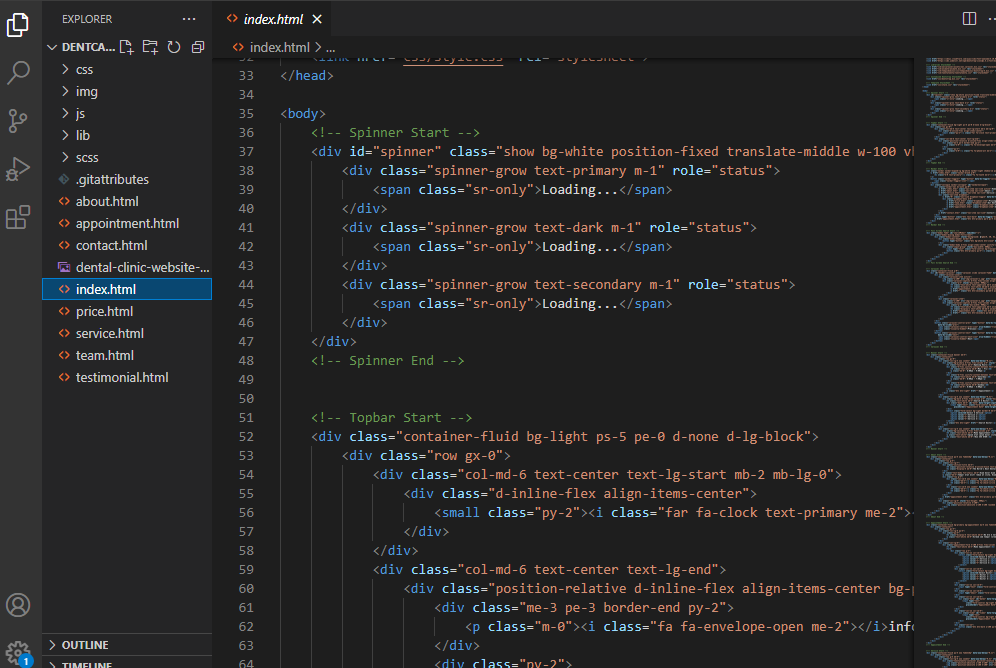 EXPLORER
DENTCA...
css
img
js
lib
scss
.gitattributes
about.html
appointment.html
contact.html
dental-clinic-website-...
index.html
price.html
service.html
team.html
testimonial.html
OUTLINE
TIMELINE
1
index.html
index.html > ...
32 <link href="css/style.css" rel="stylesheet">
33 </head>
34
35 <body>
36 <!-- Spinner Start -->
37 <div id="spinner" class="show bg-white position-fixed translate-middle w-100 vh
38 <div class="spinner-grow text-primary m-1" role="status">
39 <span class="sr-only">Loading...</span>
40 </div>
41 <div class="spinner-grow text-dark m-1" role="status">
42 <span class="sr-only">Loading...</span>
43 </div>
44 <div class="spinner-grow text-secondary m-1" role="status">
45 <span class="sr-only">Loading...</span>
46 </div>
47 </div>
48 <!-- Spinner End -->
49
50
51 <!-- Topbar Start -->
52 <div class="container-fluid bg-light ps-5 pe-0 d-none d-lg-block">
53 <div class="row gx-0">
54 <div class="col-md-6 text-center text-lg-start mb-2 mb-lg-0">
55 <div class="d-inline-flex align-items-center">
56 <small class="py-2"><i class="far fa-clock text-primary me-2"><
57 </div>
58 </div>
59 <div class="col-md-6 text-center text-lg-end">
60 <div class="position-relative d-inline-flex align-items-center bg-p
61 <div class="me-3 pe-3 border-end py-2">
62 <p class="m-0"><i class="fa fa-envelope-open me-2"></i>info
63 </div>
64 <div class="py-2">